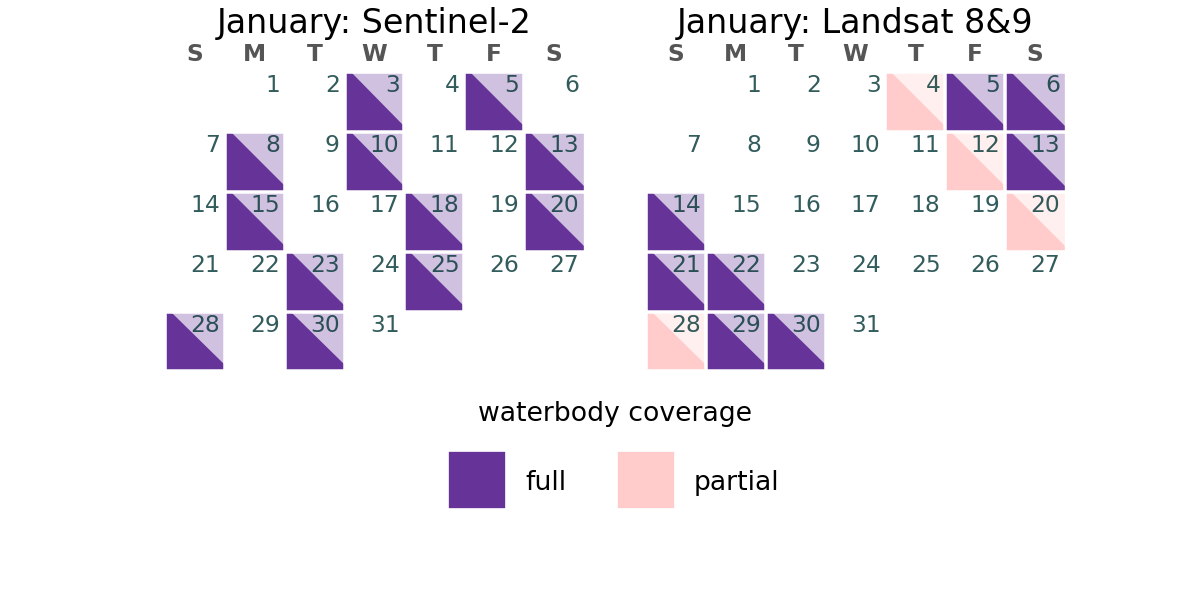 January: Sentinel-2
S M T W T F S
1 2 3 4 5 6
7 8 9 10 11 12 13
14 15 16 17 18 19 20
21 22 23 24 25 26 27
28 29 30 31
January: Landsat 8&9
S M T W T F S
1 2 3 4 5 6
7 8 9 10 11 12 13
14 15 16 17 18 19 20
21 22 23 24 25 26 27
28 29 30 31
waterbody coverage
full partial